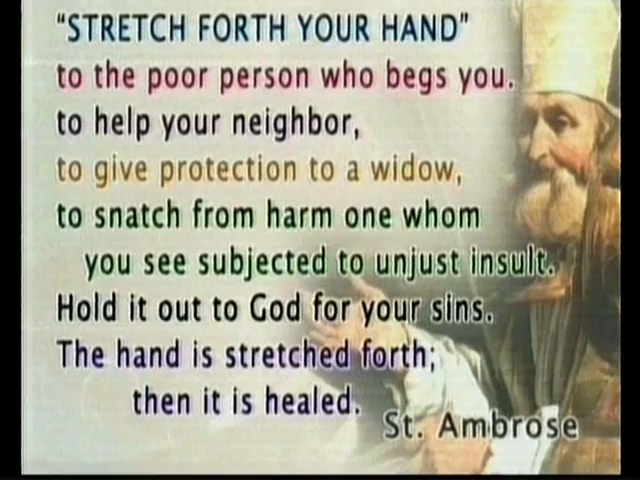 “STRETCH FORTH YOUR HAND”
to the poor person who begs you.
to help your neighbor,
to give protection to a widow,
to snatch from harm one whom
you see subjected to unjust insult.
Hold it out to God for your sins.
The hand is stretched forth;
then it is healed.
St. Ambrose